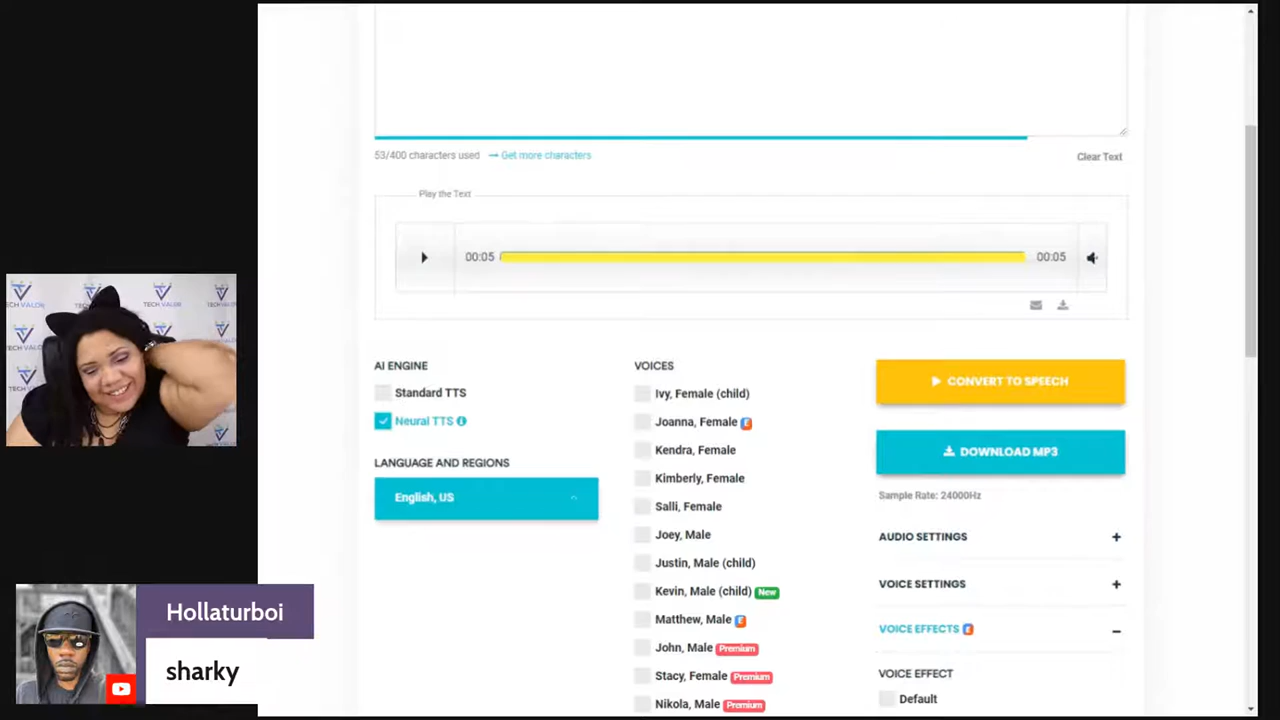 53/400 characters used
Get more characters
Clear Text
Play the Text
00:05
00:05
AI ENGINE
Standard TTS
Neural TTS
LANGUAGE AND REGIONS
English, US
VOICES
Ivy, Female (child)
Joanna, Female E
Kendra, Female
Kimberly, Female
Salli, Female
Joey, Male
Justin, Male (child)
Kevin, Male (child) New
Matthew, Male E
John, Male Premium
Stacy, Female Premium
Nikola, Male Premium
CONVERT TO SPEECH
DOWNLOAD MP3
Sample Rate: 24000Hz
AUDIO SETTINGS +
VOICE SETTINGS +
VOICE EFFECTS E −
VOICE EFFECT
Default
TECH VALON
Hollaturboi
sharky